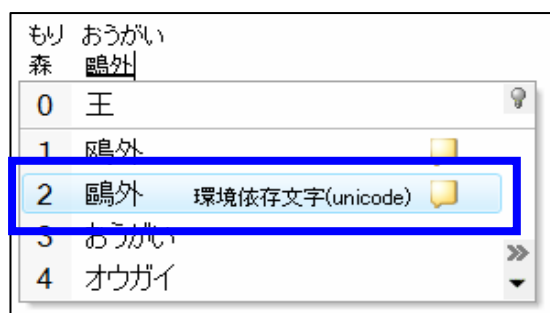 もり おうがい
森 鷗外
0 王
1 鴎外
2 鷗外 環境依存文字(unicode)
3 おうがい
4 オウガイ